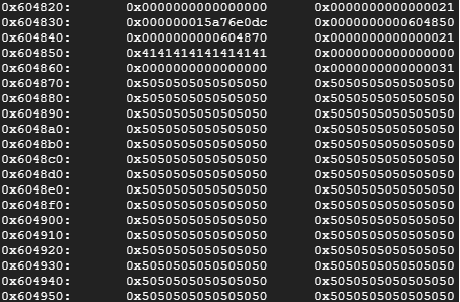 0x604820: 0x0000000000000000 0x0000000000000021
0x604830: 0x000000015a76e0dc 0x0000000000604850
0x604840: 0x0000000000604870 0x0000000000000021
0x604850: 0x4141414141414141 0x0000000000000000
0x604860: 0x0000000000000000 0x0000000000000031
0x604870: 0x5050505050505050 0x5050505050505050
0x604880: 0x5050505050505050 0x5050505050505050
0x604890: 0x5050505050505050 0x5050505050505050
0x6048a0: 0x5050505050505050 0x5050505050505050
0x6048b0: 0x5050505050505050 0x5050505050505050
0x6048c0: 0x5050505050505050 0x5050505050505050
0x6048d0: 0x5050505050505050 0x5050505050505050
0x6048e0: 0x5050505050505050 0x5050505050505050
0x6048f0: 0x5050505050505050 0x5050505050505050
0x604900: 0x5050505050505050 0x5050505050505050
0x604910: 0x5050505050505050 0x5050505050505050
0x604920: 0x5050505050505050 0x5050505050505050
0x604930: 0x5050505050505050 0x5050505050505050
0x604940: 0x5050505050505050 0x5050505050505050
0x604950: 0x5050505050505050 0x5050505050505050